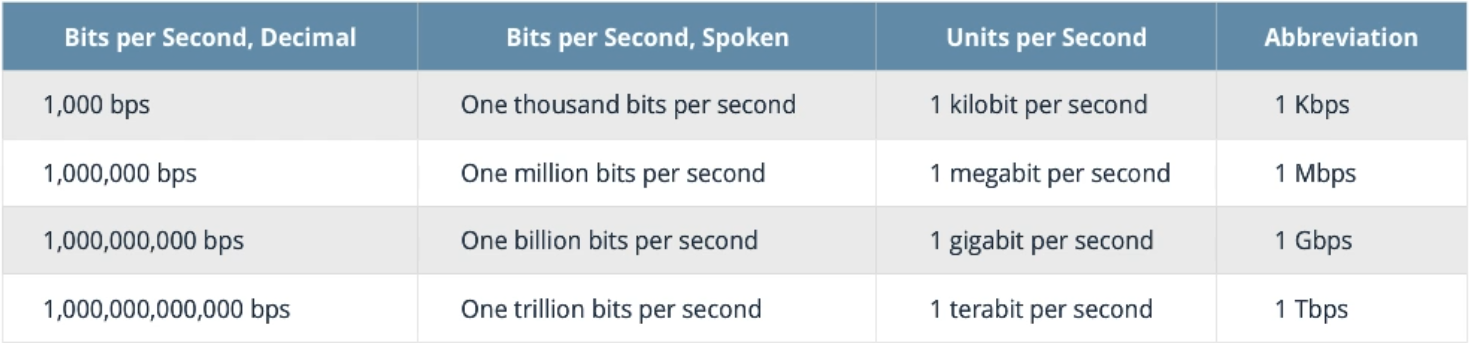 Bits per Second, Decimal Bits per Second, Spoken Units per Second Abbreviation
1,000 bps One thousand bits per second 1 kilobit per second 1 Kbps
1,000,000 bps One million bits per second 1 megabit per second 1 Mbps
1,000,000,000 bps One billion bits per second 1 gigabit per second 1 Gbps
1,000,000,000,000 bps One trillion bits per second 1 terabit per second 1 Tbps